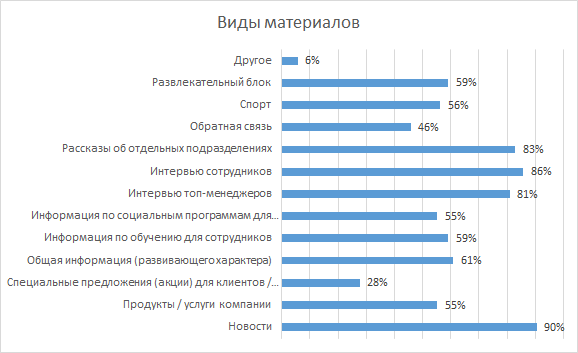 Виды материалов
Другое 6%
Развлекательный блок 59%
Спорт 56%
Обратная связь 46%
Рассказы об отдельных подразделениях 83%
Интервью сотрудников 86%
Интервью топ-менеджеров 81%
Информация по социальным программам для... 55%
Информация по обучению для сотрудников 59%
Общая информация (развивающего характера) 61%
Специальные предложения (акции) для клиентов /... 28%
Продукты / услуги компании 55%
Новости 90%